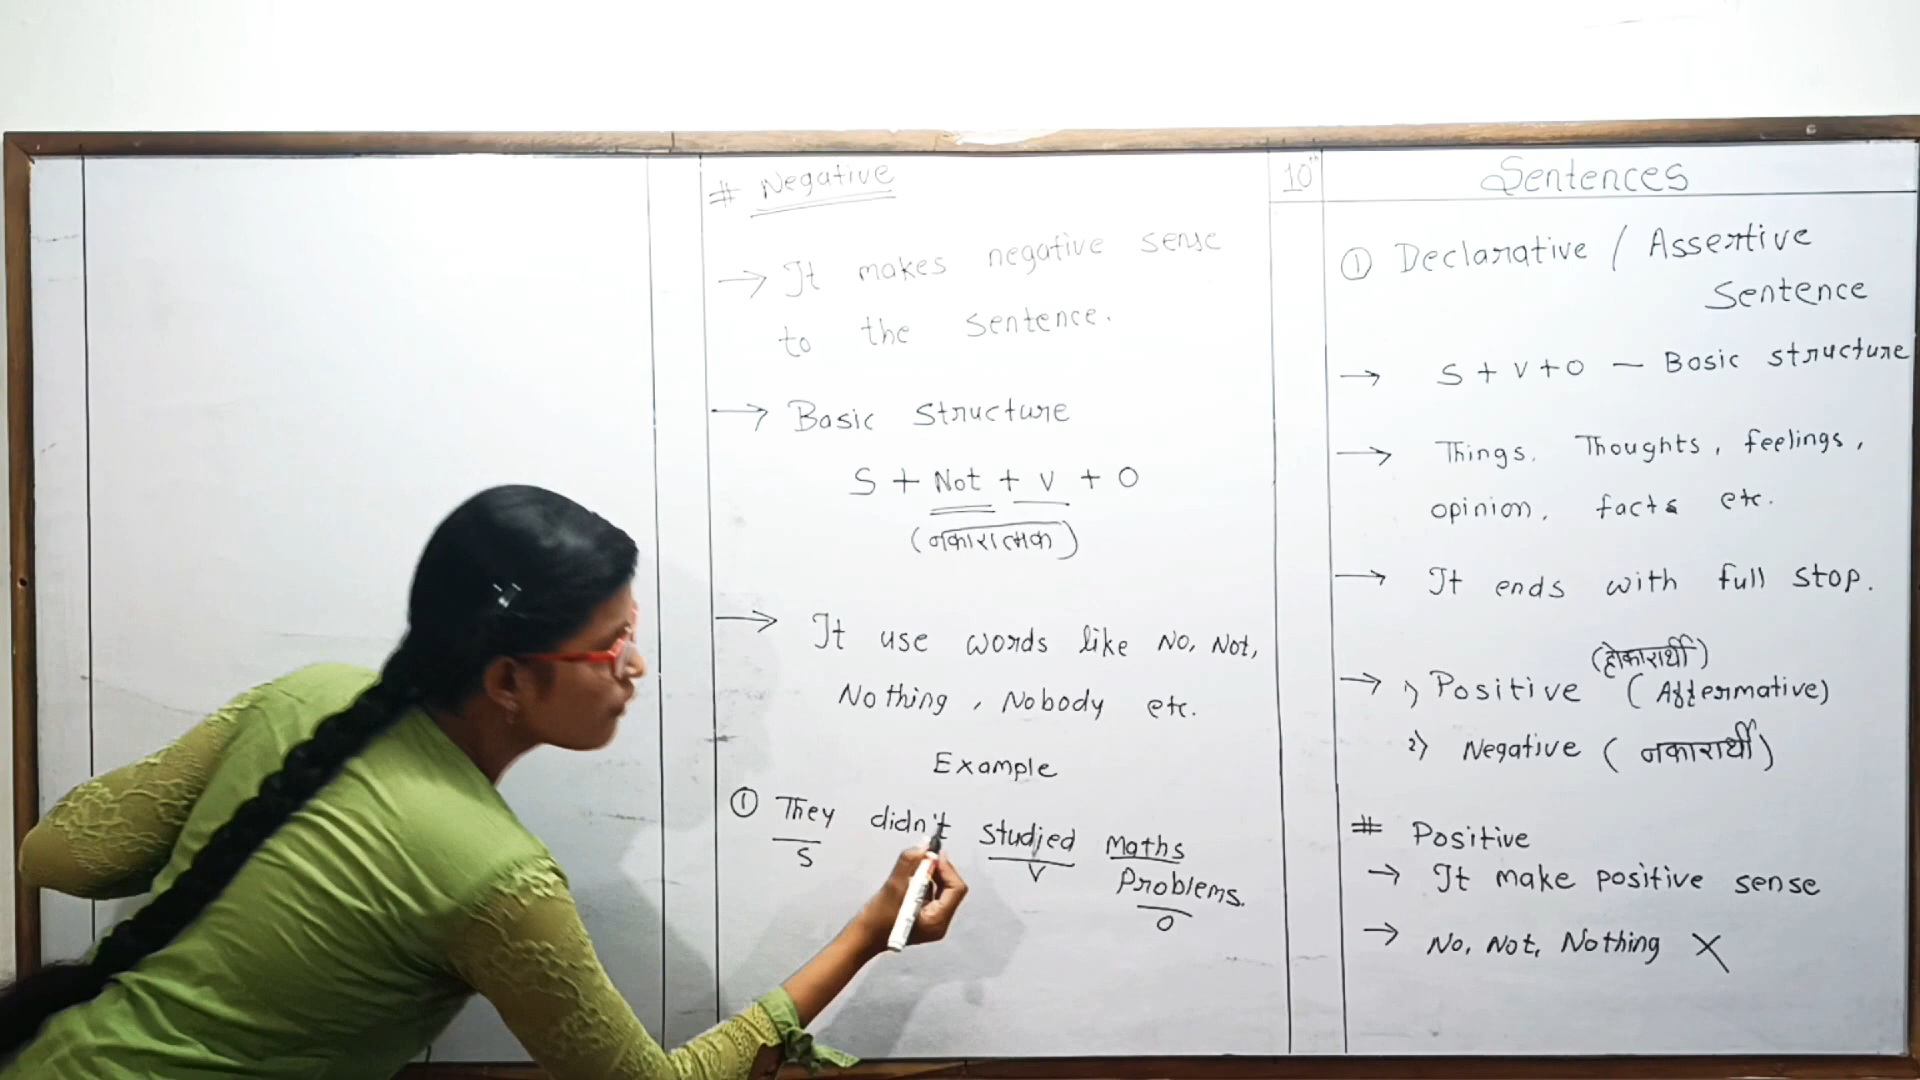 # Negative
→ It makes negative sense
to the sentence.
→ Basic structure
S + Not + V + O
(नकारात्मक)
→ It use words like No, Not,
Nothing, Nobody etc.
Example
① They didn't studied Maths
Problems.
S V O
10th Sentences
① Declarative / Assertive
Sentence
→ S + V + O — Basic structure
→ Things, Thoughts, feelings,
opinion, facts etc.
→ It ends with full stop.
(होकारार्थी)
→ 1) Positive (Affermative)
2) Negative (नकारार्थी)
# Positive
→ It make positive sense
→ No, Not, Nothing X